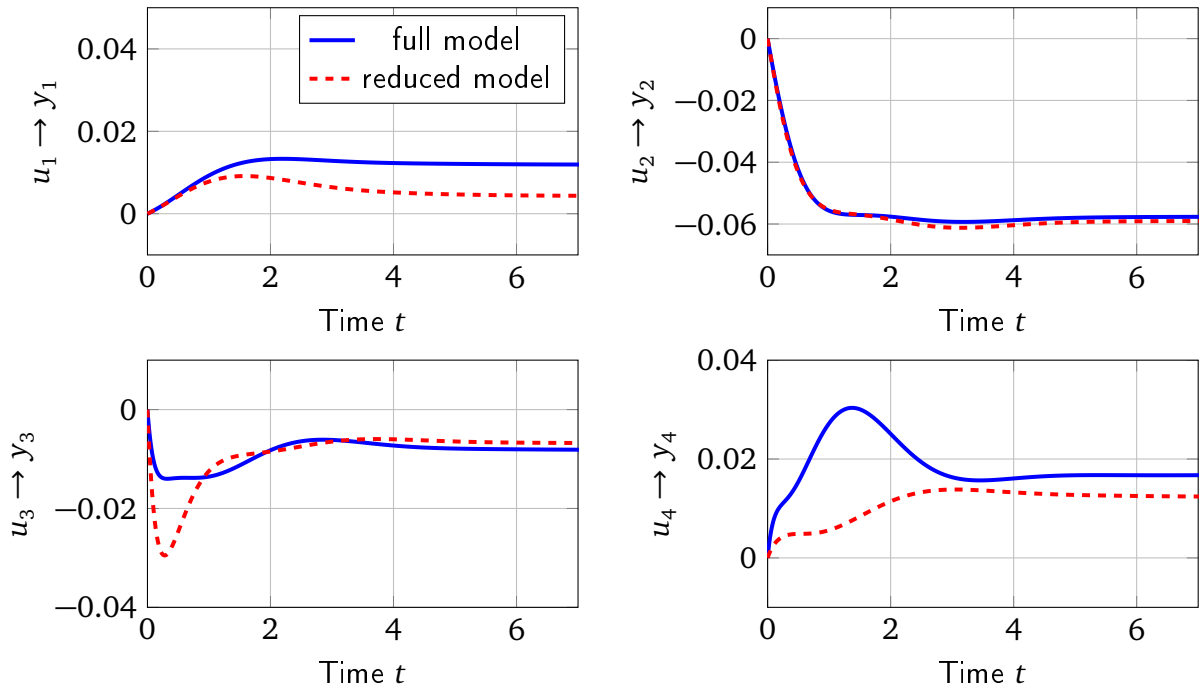 0.04
0.02
0
u₁ → y₁
full model
reduced model
0 2 4 6
Time t
0
−0.02
−0.04
−0.06
u₂ → y₂
0 2 4 6
Time t
0
−0.02
−0.04
u₃ → y₃
0 2 4 6
Time t
0.04
0.02
0
u₄ → y₄
0 2 4 6
Time t